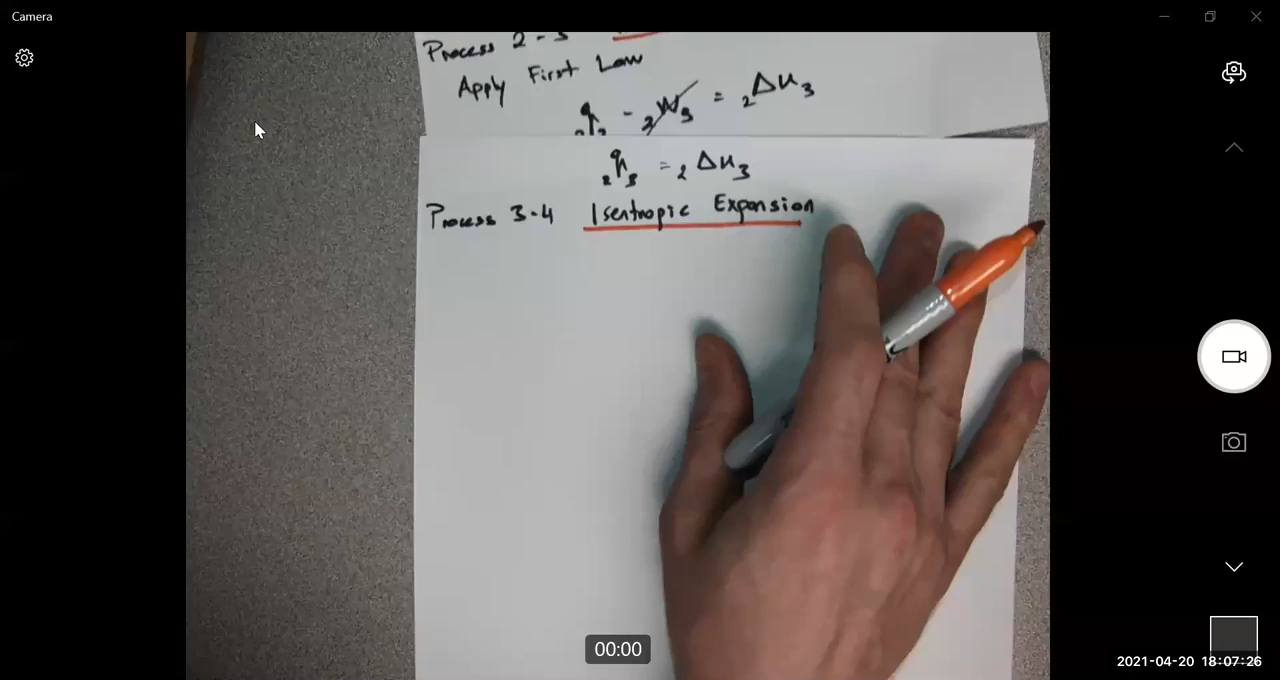 Camera
Process 2-3
Apply First Law
- ₂W₃ = ₂Δu₃
₂q₃ = ₂Δu₃
Process 3-4 Isentropic Expansion
00:00
2021-04-20 18:07:26